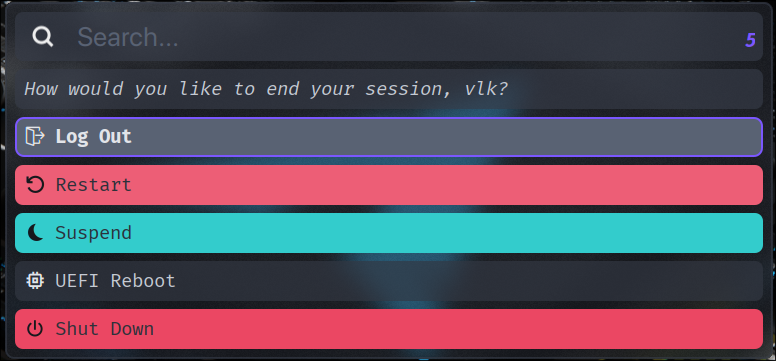 Search...
5
How would you like to end your session, vlk?
Log Out
Restart
Suspend
UEFI Reboot
Shut Down